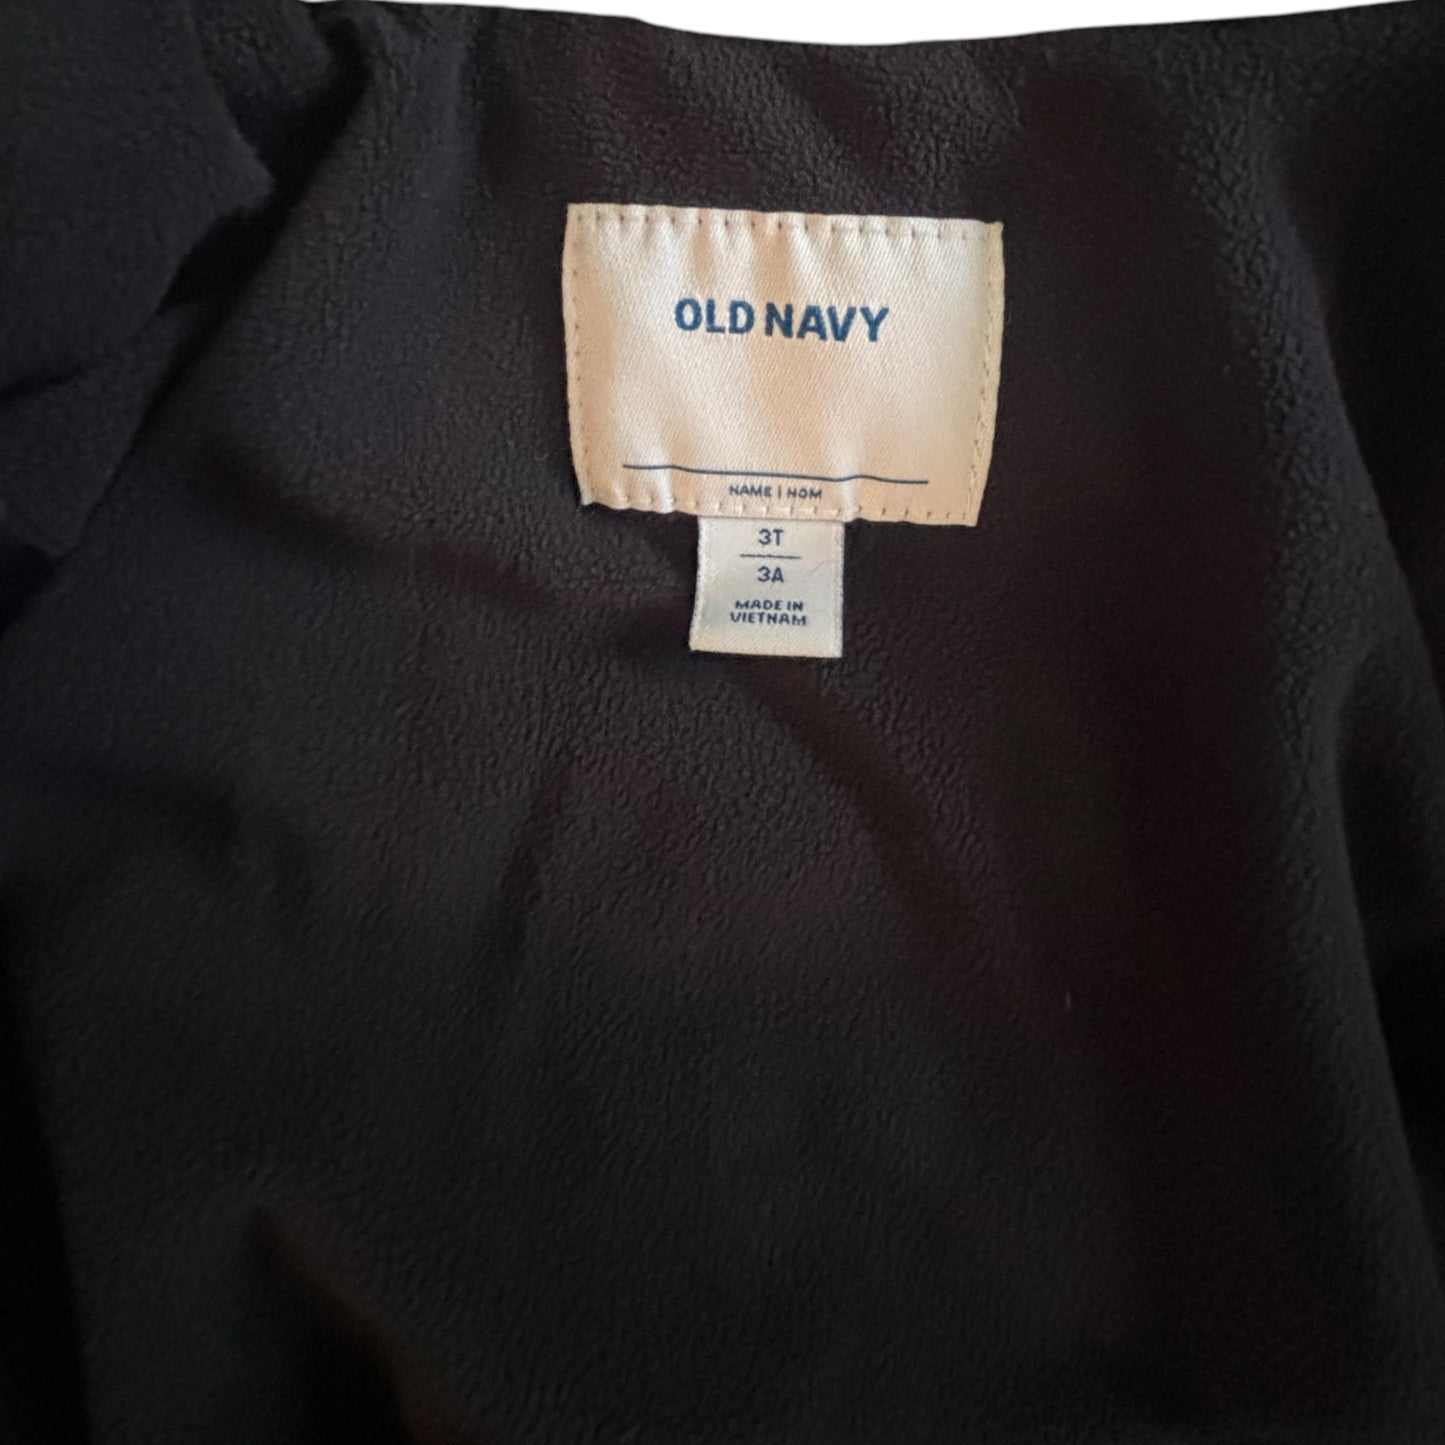 OLD NAVY
NAME | NOM
3T
3A
MADE IN
VIETNAM